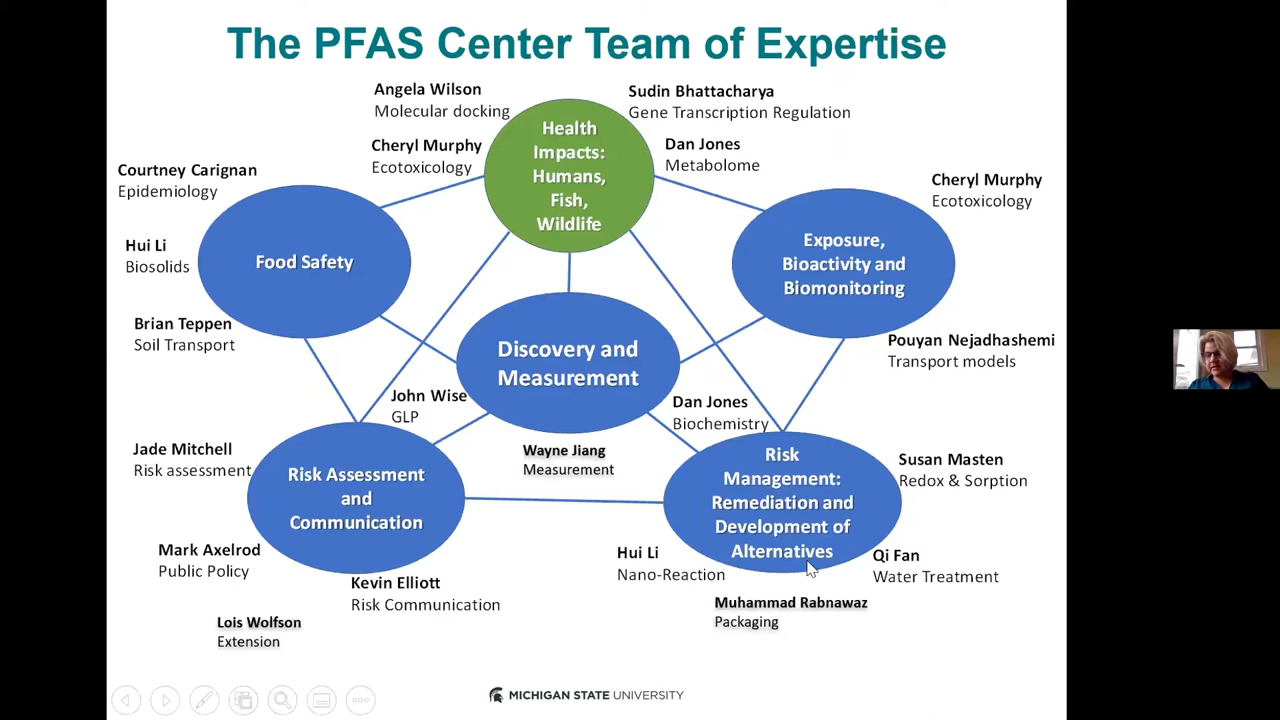 The PFAS Center Team of Expertise
Angela Wilson
Molecular docking
Sudin Bhattacharya
Gene Transcription Regulation
Cheryl Murphy
Ecotoxicology
Health
Impacts:
Humans,
Fish,
Wildlife
Dan Jones
Metabolome
Courtney Carignan
Epidemiology
Cheryl Murphy
Ecotoxicology
Hui Li
Biosolids
Food Safety
Exposure,
Bioactivity and
Biomonitoring
Brian Teppen
Soil Transport
Discovery and
Measurement
Pouyan Nejadhashemi
Transport models
John Wise
GLP
Dan Jones
Biochemistry
Wayne Jiang
Measurement
Jade Mitchell
Risk assessment
Risk Assessment
and
Communication
Risk
Management:
Remediation and
Development of
Alternatives
Susan Masten
Redox & Sorption
Mark Axelrod
Public Policy
Kevin Elliott
Risk Communication
Hui Li
Nano-Reaction
Qi Fan
Water Treatment
Lois Wolfson
Extension
Muhammad Rabnawaz
Packaging
MICHIGAN STATE UNIVERSITY